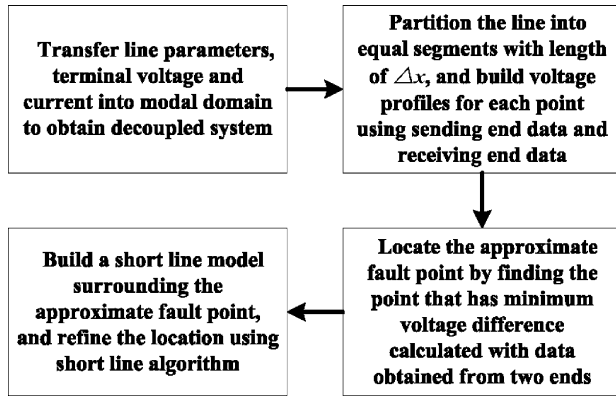 Transfer line parameters,
terminal voltage and
current into modal domain
to obtain decoupled system
Partition the line into
equal segments with length
of Δx, and build voltage
profiles for each point
using sending end data and
receiving end data
Locate the approximate
fault point by finding the
point that has minimum
voltage difference
calculated with data
obtained from two ends
Build a short line model
surrounding the
approximate fault point,
and refine the location using
short line algorithm